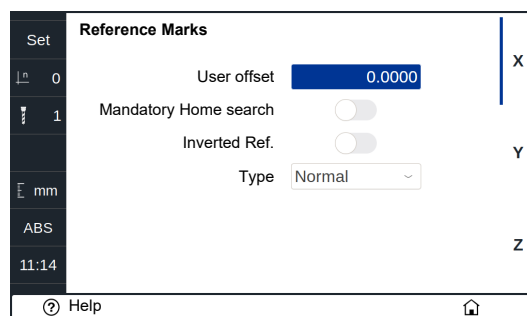 Set
Reference Marks
X
n 0
User offset 0.0000
1
Mandatory Home search
Inverted Ref.
Y
mm
Type Normal
ABS
Z
11:14
? Help